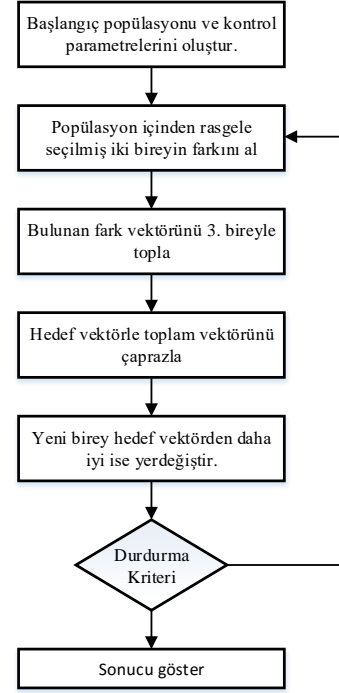 Başlangıç popülasyonu ve kontrol
parametrelerini oluştur.
Popülasyon içinden rasgele
seçilmiş iki bireyin farkını al
Bulunan fark vektörünü 3. bireyle
topla
Hedef vektörle toplam vektörünü
çaprazla
Yeni birey hedef vektörden daha
iyi ise yerdeğiştir.
Durdurma
Kriteri
Sonucu göster